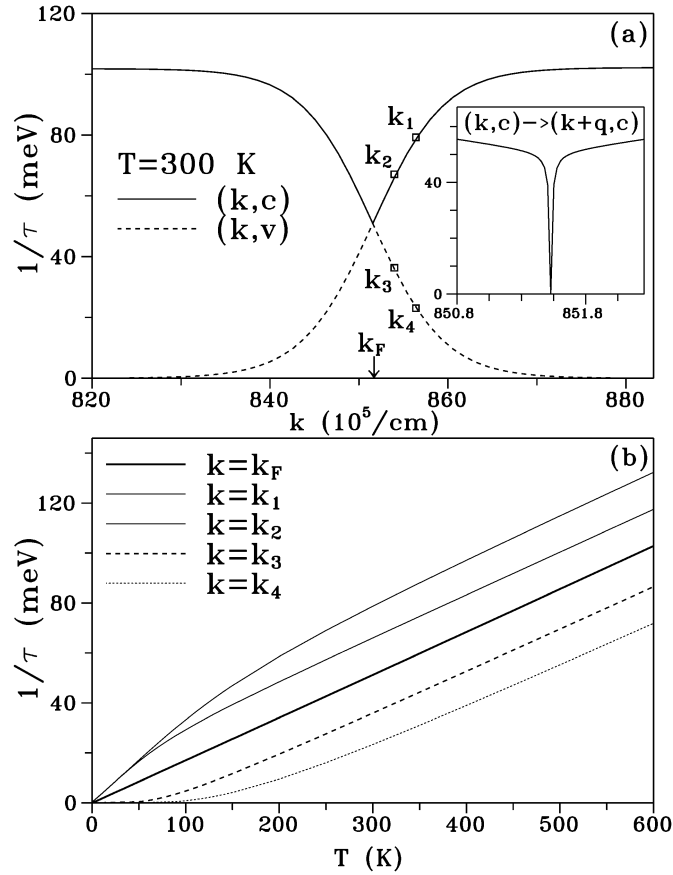 (a)
120
80
40
0
1/τ (meV)
T=300 K
(k,c)
(k,v)
k1
k2
k3
k4
kF
(k,c)->(k+q,c)
40
0
850.8
851.8
820
840
860
880
k (10^5/cm)
(b)
k=kF
k=k1
k=k2
k=k3
k=k4
120
80
40
0
1/τ (meV)
0
100
200
300
400
500
600
T (K)